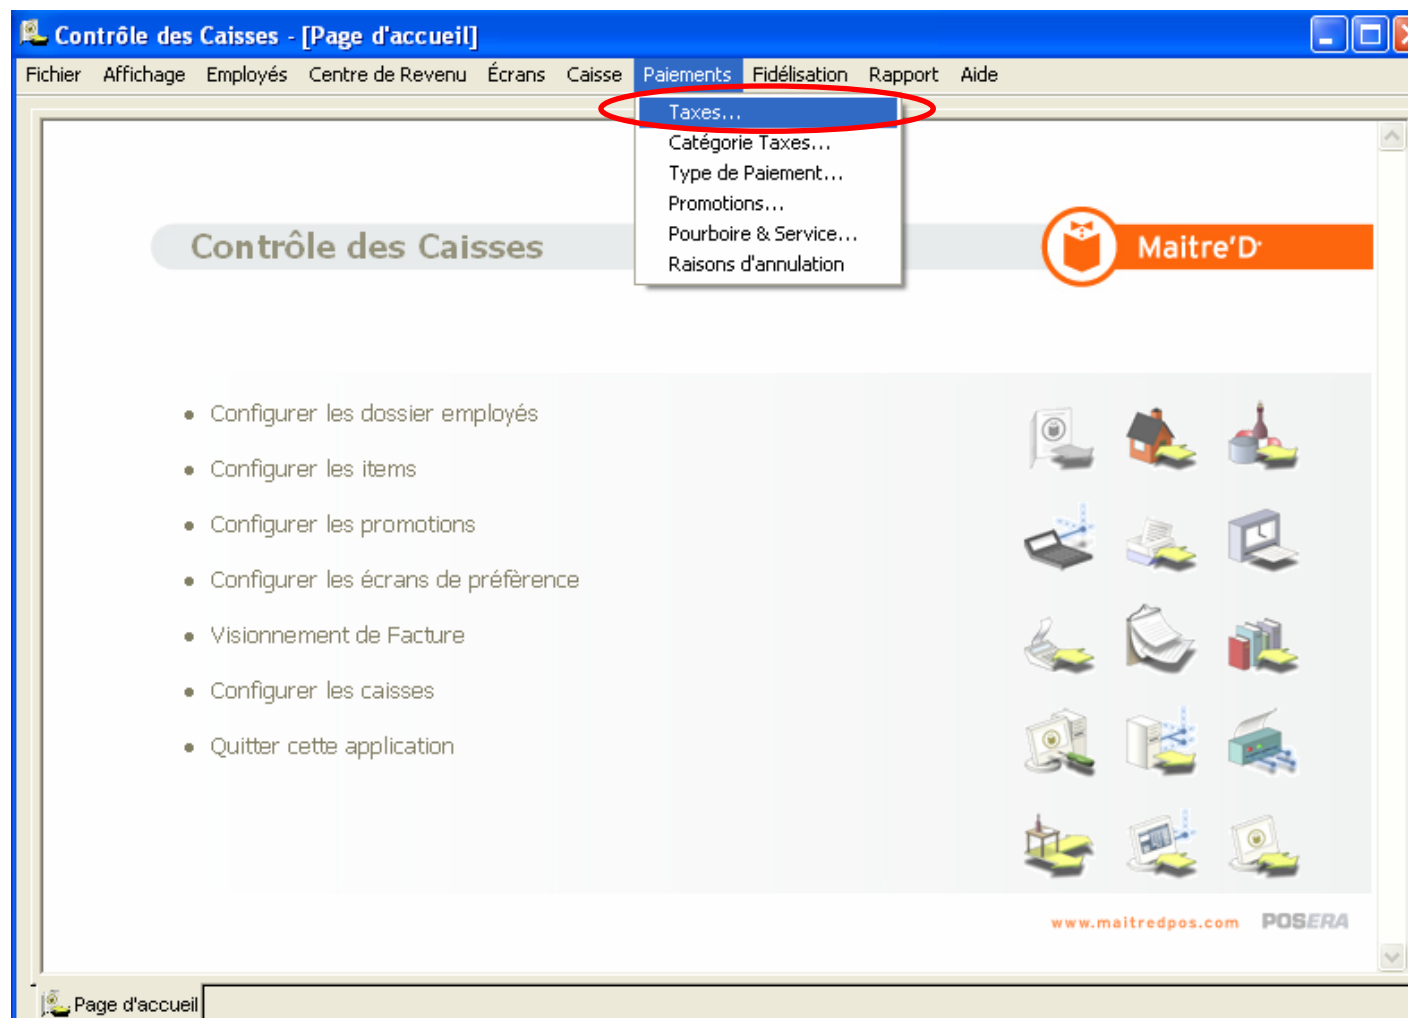 Contrôle des Caisses - [Page d'accueil]
Fichier Affichage Employés Centre de Revenu Écrans Caisse Paiements Fidélisation Rapport Aide
Taxes...
Catégorie Taxes...
Type de Paiement...
Promotions...
Pourboire & Service...
Raisons d'annulation
Contrôle des Caisses
Maitre'D
• Configurer les dossier employés
• Configurer les items
• Configurer les promotions
• Configurer les écrans de préfèrence
• Visionnement de Facture
• Configurer les caisses
• Quitter cette application
www.maitredpos.com POSERA
Page d'accueil